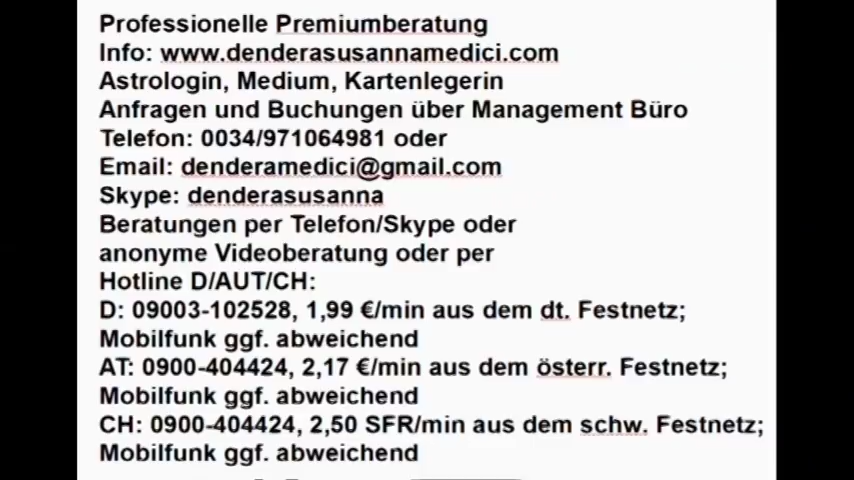 Professionelle Premiumberatung
Info: www.denderasusannamedici.com
Astrologin, Medium, Kartenlegerin
Anfragen und Buchungen über Management Büro
Telefon: 0034/971064981 oder
Email: denderamedici@gmail.com
Skype: denderasusanna
Beratungen per Telefon/Skype oder
anonyme Videoberatung oder per
Hotline D/AUT/CH:
D: 09003-102528, 1,99 €/min aus dem dt. Festnetz;
Mobilfunk ggf. abweichend
AT: 0900-404424, 2,17 €/min aus dem österr. Festnetz;
Mobilfunk ggf. abweichend
CH: 0900-404424, 2,50 SFR/min aus dem schw. Festnetz;
Mobilfunk ggf. abweichend